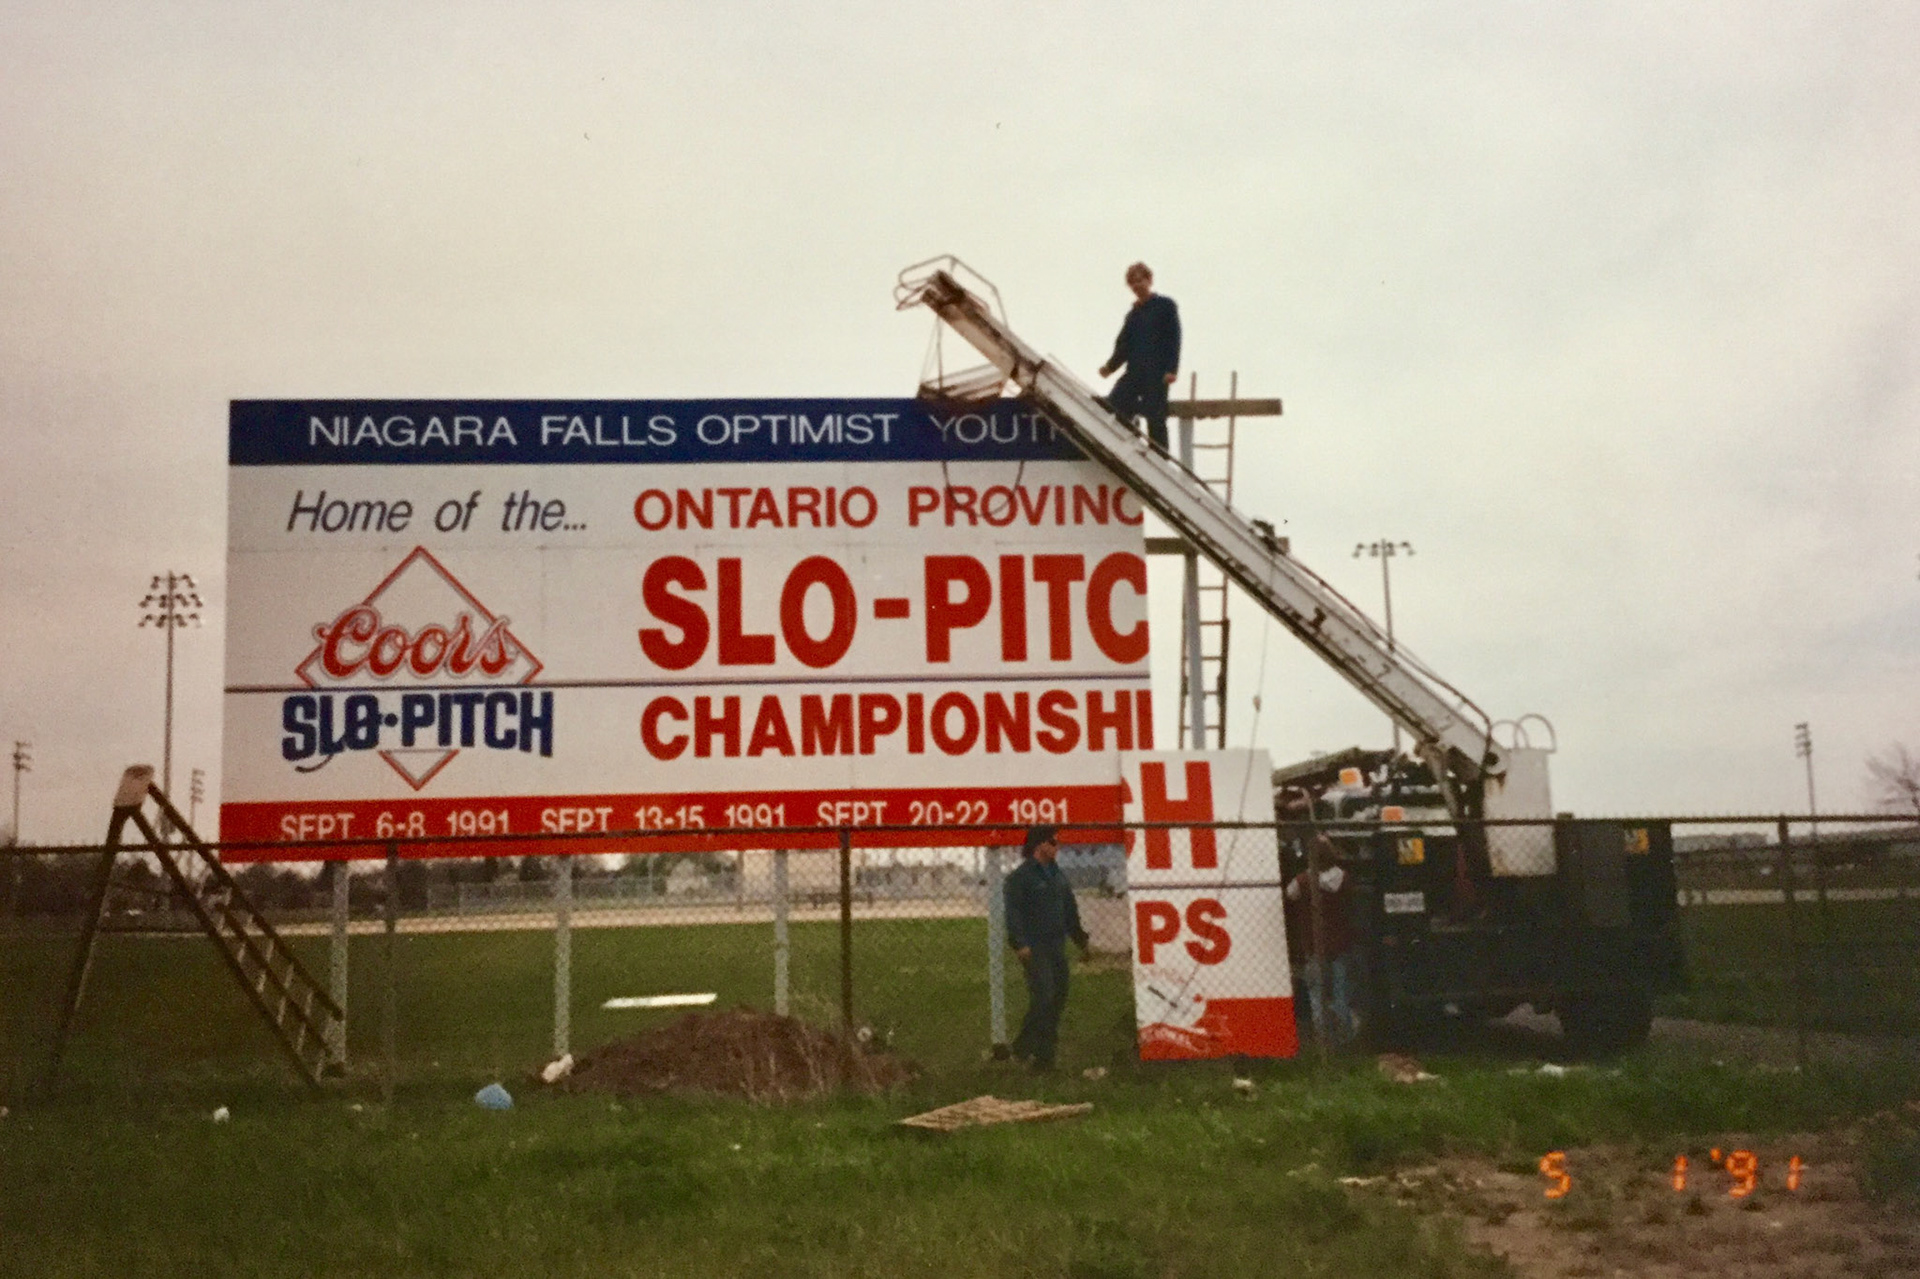 NIAGARA FALLS OPTIMIST YOUTH
Home of the...
ONTARIO PROVINC
SLO-PITC
CHAMPIONSHI
Coors
SLO•PITCH
SEPT. 6-8, 1991 SEPT. 13-15, 1991 SEPT. 20-22, 1991
H
PS
5 1 '91